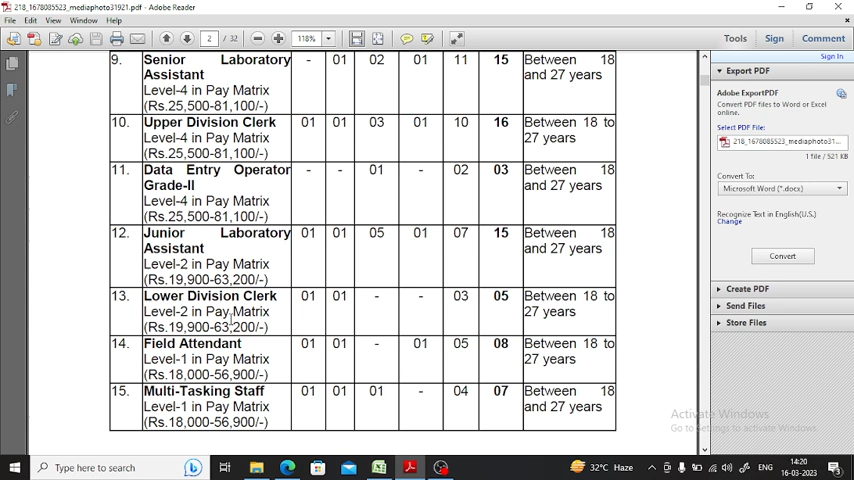 218_1678085523_mediaphoto31921.pdf - Adobe Reader
File Edit View Window Help
2 / 32 118% Tools Sign Comment
9. Senior Laboratory Assistant - 01 02 01 11 15 Between 18
Level-4 in Pay Matrix and 27 years
(Rs.25,500-81,100/-)
10. Upper Division Clerk 01 01 03 01 10 16 Between 18 to
Level-4 in Pay Matrix 27 years
(Rs.25,500-81,100/-)
11. Data Entry Operator - - 01 - 02 03 Between 18
Grade-II and 27 years
Level-4 in Pay Matrix
(Rs.25,500-81,100/-)
12. Junior Laboratory 01 01 05 01 07 15 Between 18
Assistant and 27 years
Level-2 in Pay Matrix
(Rs.19,900-63,200/-)
13. Lower Division Clerk 01 01 - - 03 05 Between 18 to
Level-2 in Pay Matrix 27 years
(Rs.19,900-63,200/-)
14. Field Attendant 01 01 - 01 05 08 Between 18 to
Level-1 in Pay Matrix 27 years
(Rs.18,000-56,900/-)
15. Multi-Tasking Staff 01 01 01 - 04 07 Between 18
Level-1 in Pay Matrix and 27 years
(Rs.18,000-56,900/-)
Sign In
Export PDF
Adobe ExportPDF
Convert PDF files to Word or Excel
online.
Select PDF File:
218_1678085523_mediaphoto31...
1 file / 521 KB
Convert To:
Microsoft Word (*.docx)
Recognize Text in English(U.S.)
Change
Convert
Create PDF
Send Files
Store Files
Activate Windows
Go to Settings to activate Windows.
Type here to search
32°C Haze
ENG
14:20
16-03-2023
3